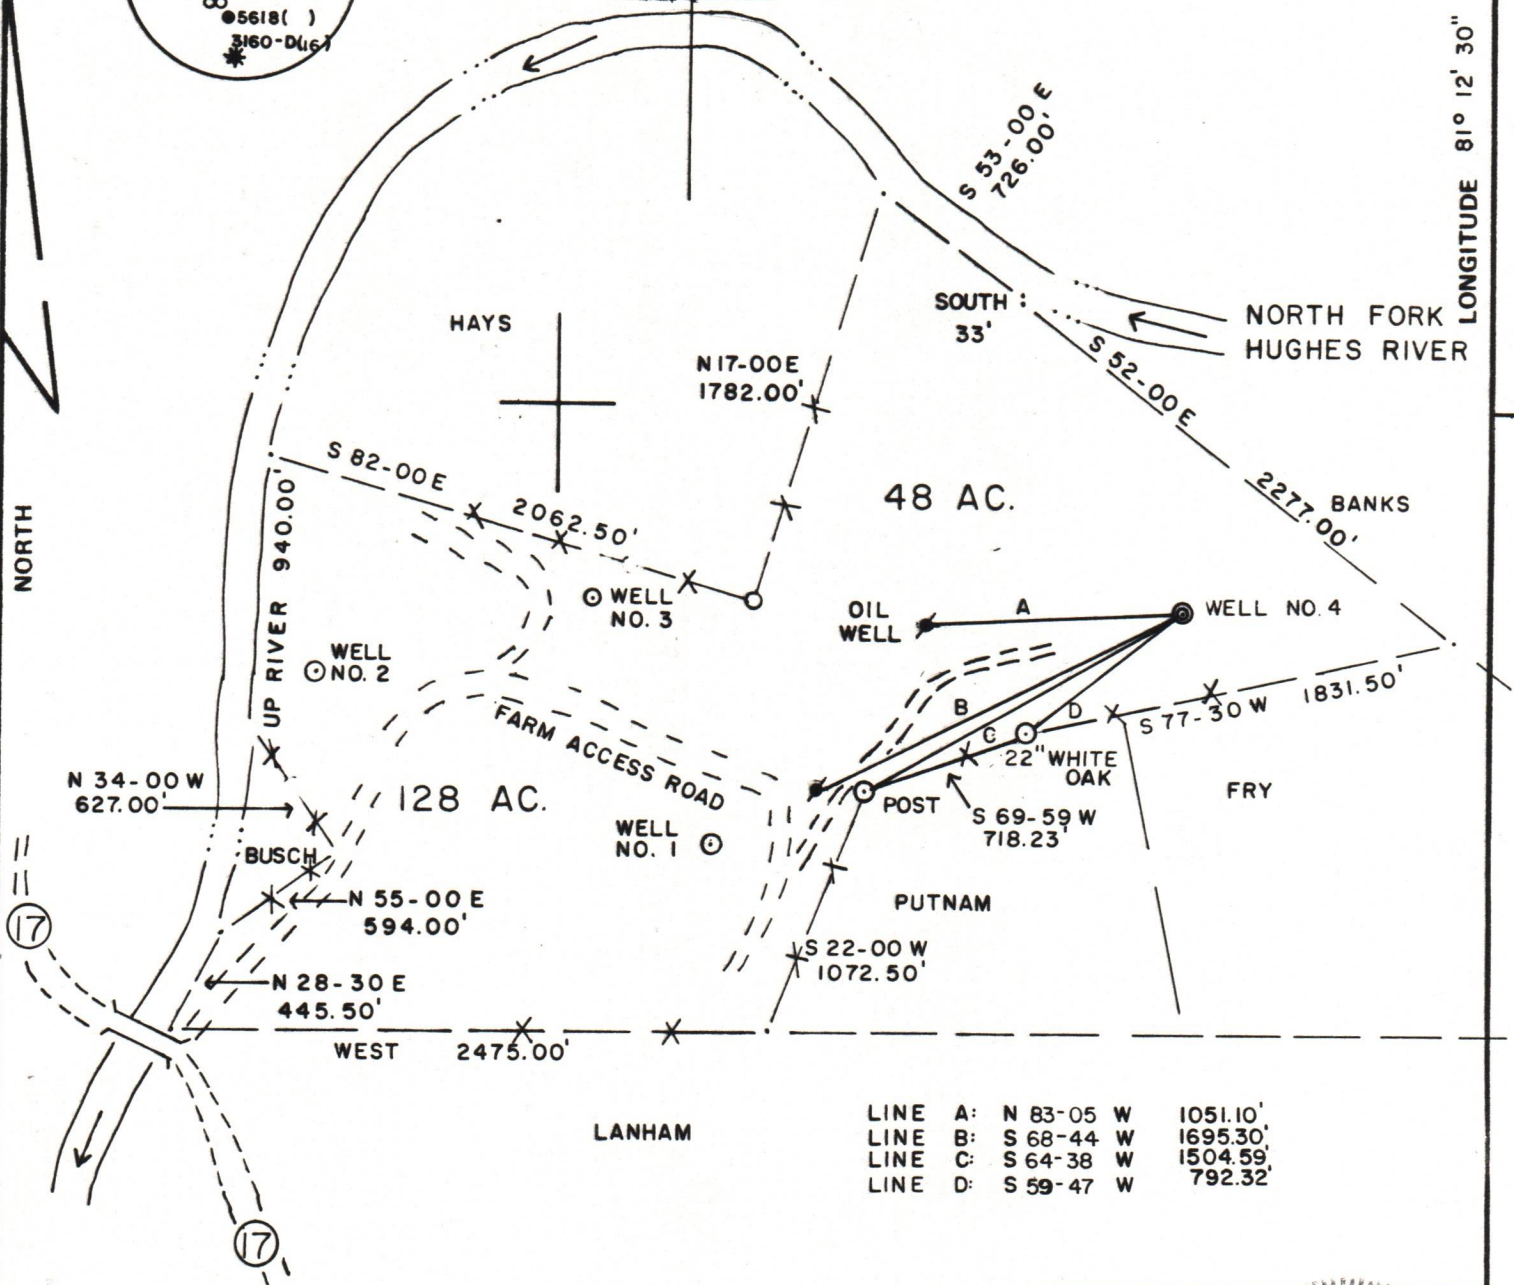 5618( )
3160-D(16)
LONGITUDE 81° 12' 30"
S 53-00 E
726.00'
NORTH FORK
HUGHES RIVER
SOUTH
33'
HAYS
N 17-00 E
1782.00'
S 52-00 E
2277.00'
BANKS
S 82-00 E
2062.50'
48 AC.
NORTH
UP RIVER 940.00'
WELL
NO. 3
OIL
WELL
A
WELL NO. 4
WELL
NO. 2
B
C
D
S 77-30 W
1831.50'
FARM ACCESS ROAD
22" WHITE
OAK
N 34-00 W
627.00'
128 AC.
POST
S 69-59 W
718.23'
FRY
WELL
NO. 1
BUSCH
N 55-00 E
594.00'
PUTNAM
17
S 22-00 W
1072.50'
N 28-30 E
445.50'
WEST 2475.00'
LANHAM
LINE A: N 83-05 W 1051.10'
LINE B: S 68-44 W 1695.30'
LINE C: S 64-38 W 1504.59'
LINE D: S 59-47 W 792.32'
17